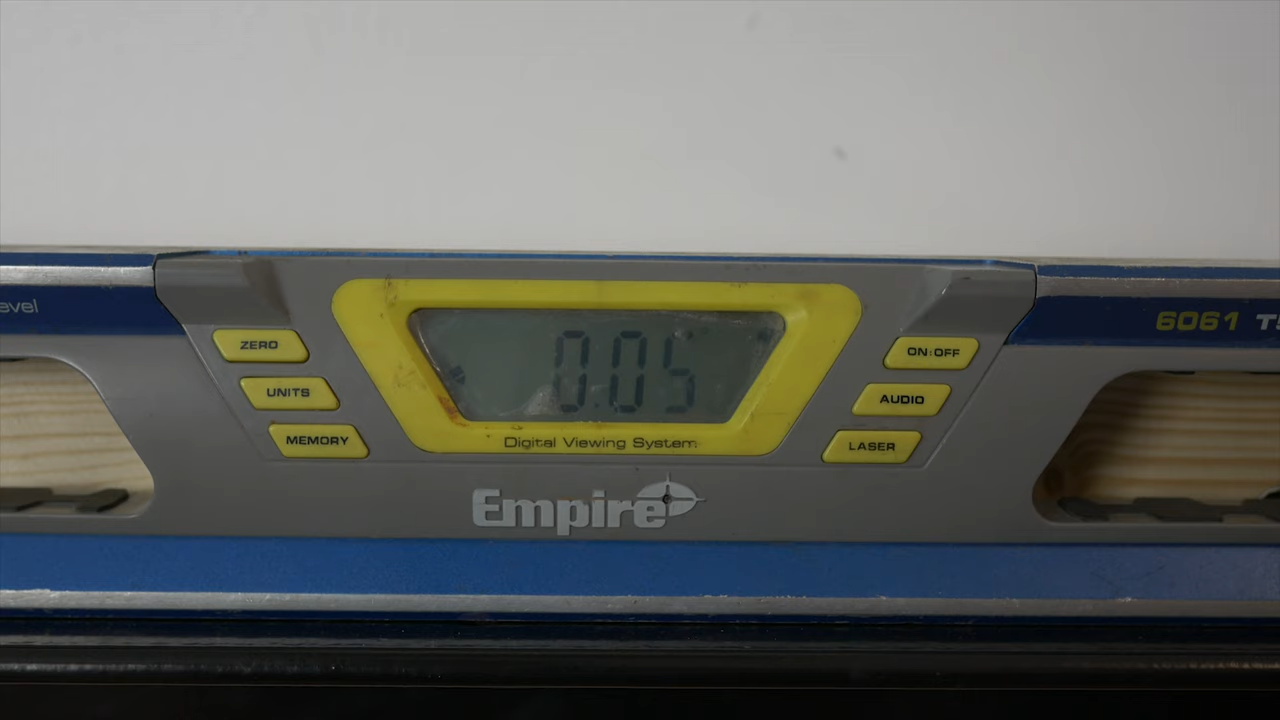 evel
6061 T
ZERO
UNITS
MEMORY
0.05
ON:OFF
AUDIO
LASER
Digital Viewing System
Empire